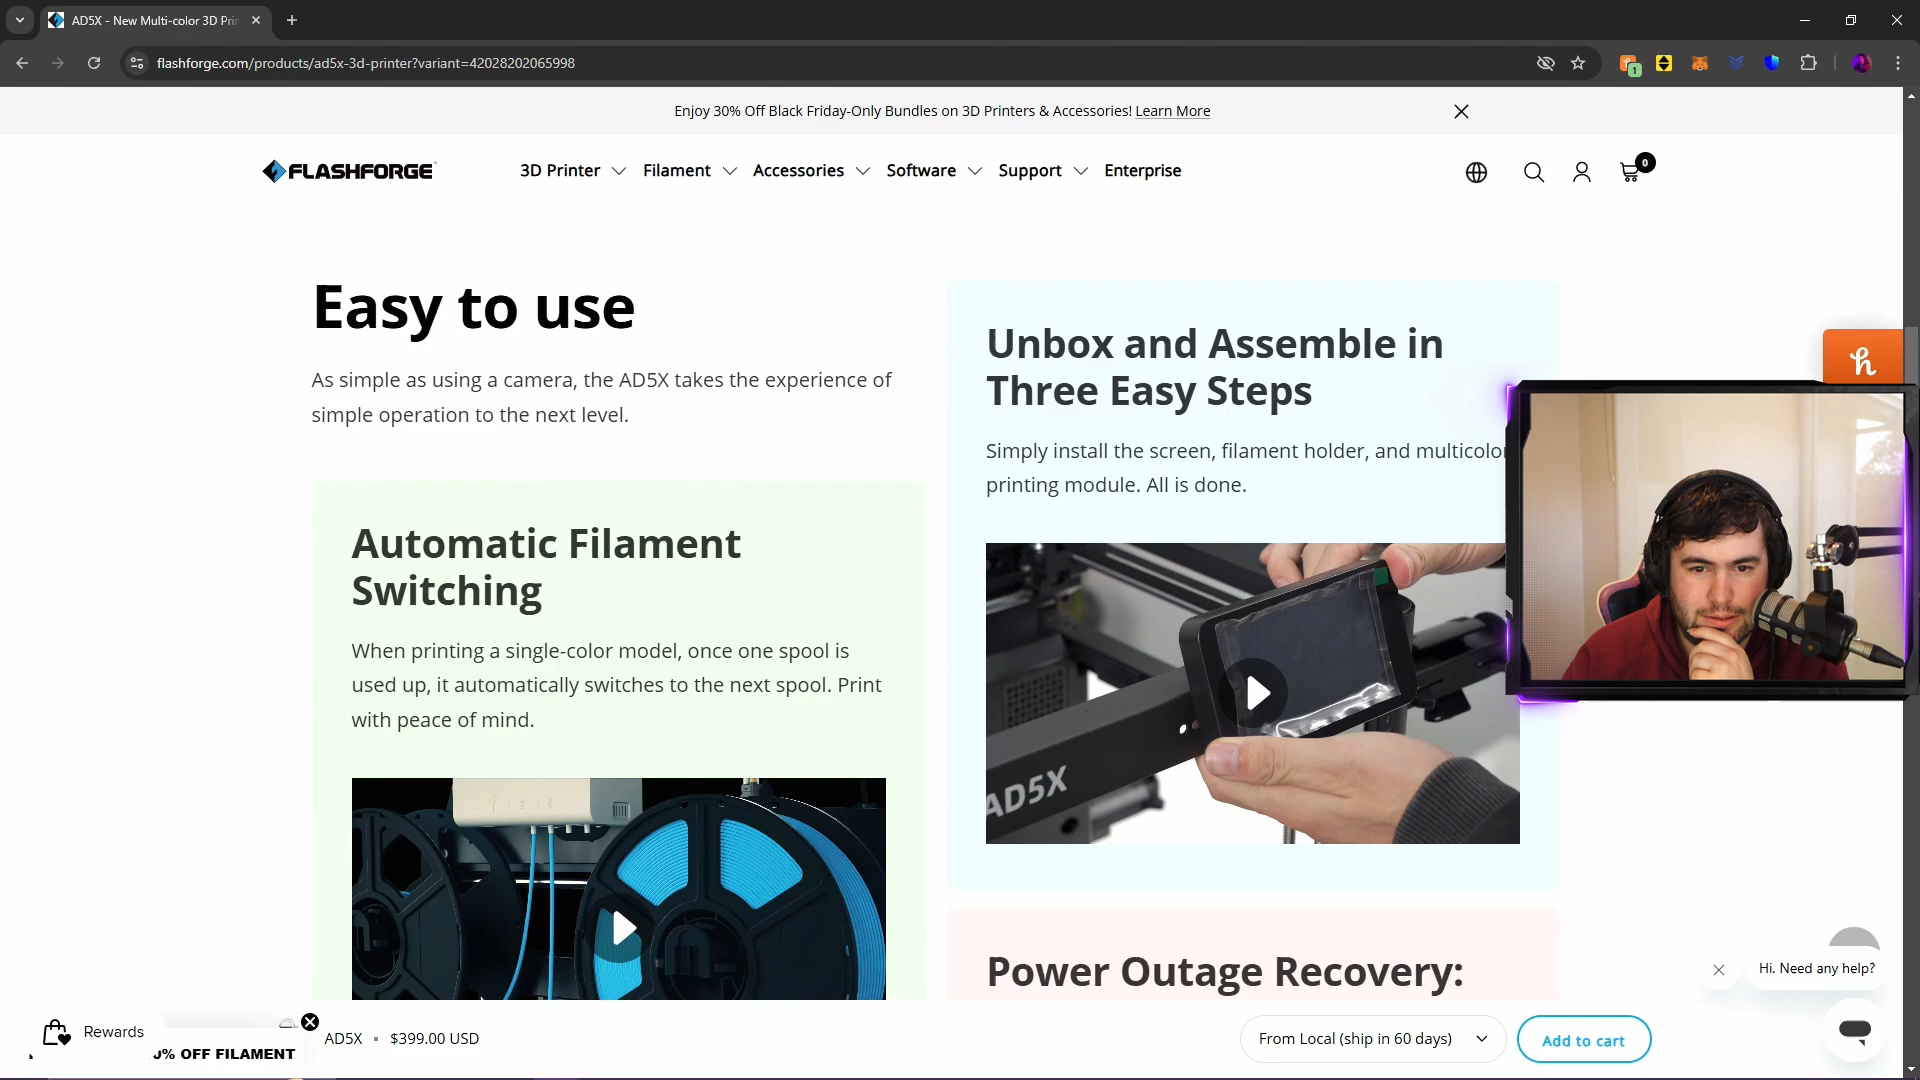 AD5X - New Multi-color 3D Pri
flashforge.com/products/ad5x-3d-printer?variant=42028202065998
1
Enjoy 30% Off Black Friday-Only Bundles on 3D Printers & Accessories! Learn More
FLASHFORGE
3D Printer
Filament
Accessories
Software
Support
Enterprise
0
Easy to use
As simple as using a camera, the AD5X takes the experience of
simple operation to the next level.
Automatic Filament
Switching
When printing a single-color model, once one spool is
used up, it automatically switches to the next spool. Print
with peace of mind.
Unbox and Assemble in
Three Easy Steps
Simply install the screen, filament holder, and multicolor
printing module. All is done.
AD5X
Power Outage Recovery:
h
Hi. Need any help?
Rewards
0% OFF FILAMENT
AD5X • $399.00 USD
From Local (ship in 60 days)
Add to cart